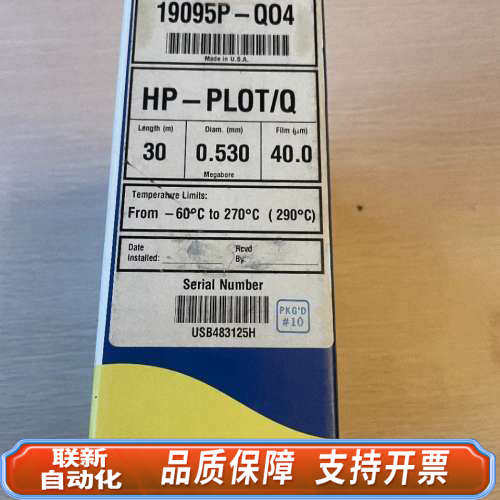 19095P-QO4
Made in U.S.A.
HP-PLOT/Q
Length (m) Diam. (mm) Film (µm)
30 0.530 40.0
Megabore
Temperature Limits:
From -60°C to 270°C (290°C)
Date Installed: Rcvd By:
Serial Number
USB483125H
PKG'D
#10
联新
自动化
品质保障 支持开票